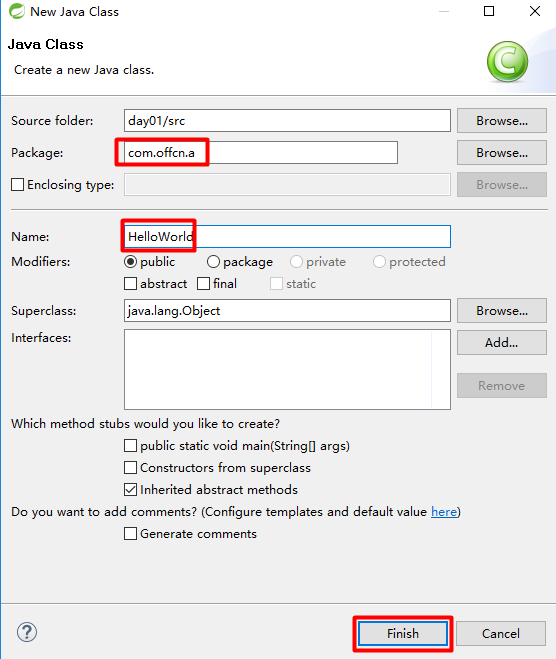 New Java Class
Java Class
Create a new Java class.
C
Source folder: day01/src Browse...
Package: com.offcn.a Browse...
Enclosing type: Browse...
Name: HelloWorld
Modifiers: public package private protected
abstract final static
Superclass: java.lang.Object Browse...
Interfaces: Add...
Remove
Which method stubs would you like to create?
public static void main(String[] args)
Constructors from superclass
Inherited abstract methods
Do you want to add comments? (Configure templates and default value here)
Generate comments
? Finish Cancel